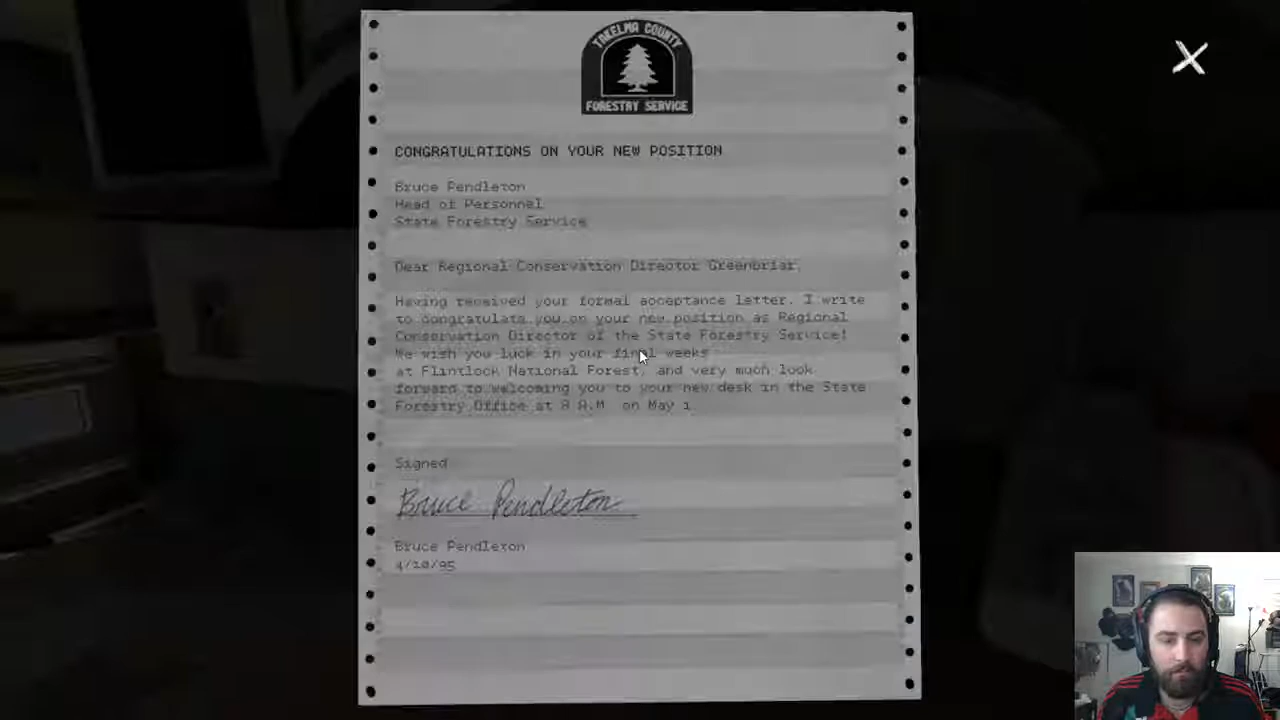 TAKELMA COUNTY
FORESTRY SERVICE
CONGRATULATIONS ON YOUR NEW POSITION
Bruce Pendleton
Head of Personnel
State Forestry Service
Dear Regional Conservation Director Greenbriar,
Having received your formal acceptance letter, I write
to congratulate you on your new position as Regional
Conservation Director of the State Forestry Service!
We wish you luck in your final weeks
at Flintlock National Forest, and very much look
forward to welcoming you to your new desk in the State
Forestry Office at 8 A.M. on May 1.
Signed
Bruce Pendleton
Bruce Pendleton
4/10/95